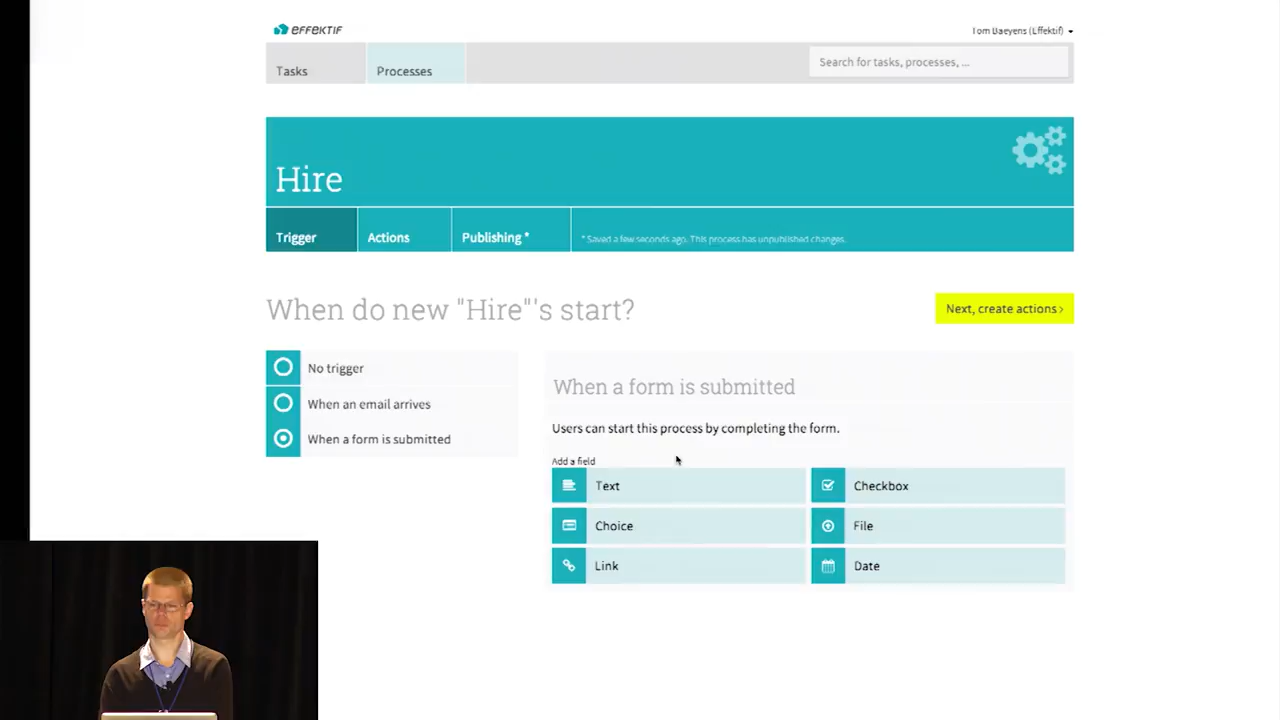 effektif
Tom Baeyens (Effektif)
Tasks
Processes
Search for tasks, processes, ...
Hire
Trigger
Actions
Publishing *
* Saved a few seconds ago. This process has unpublished changes.
When do new "Hire"'s start?
Next, create actions ›
No trigger
When an email arrives
When a form is submitted
When a form is submitted
Users can start this process by completing the form.
Add a field
Text
Checkbox
Choice
File
Link
Date